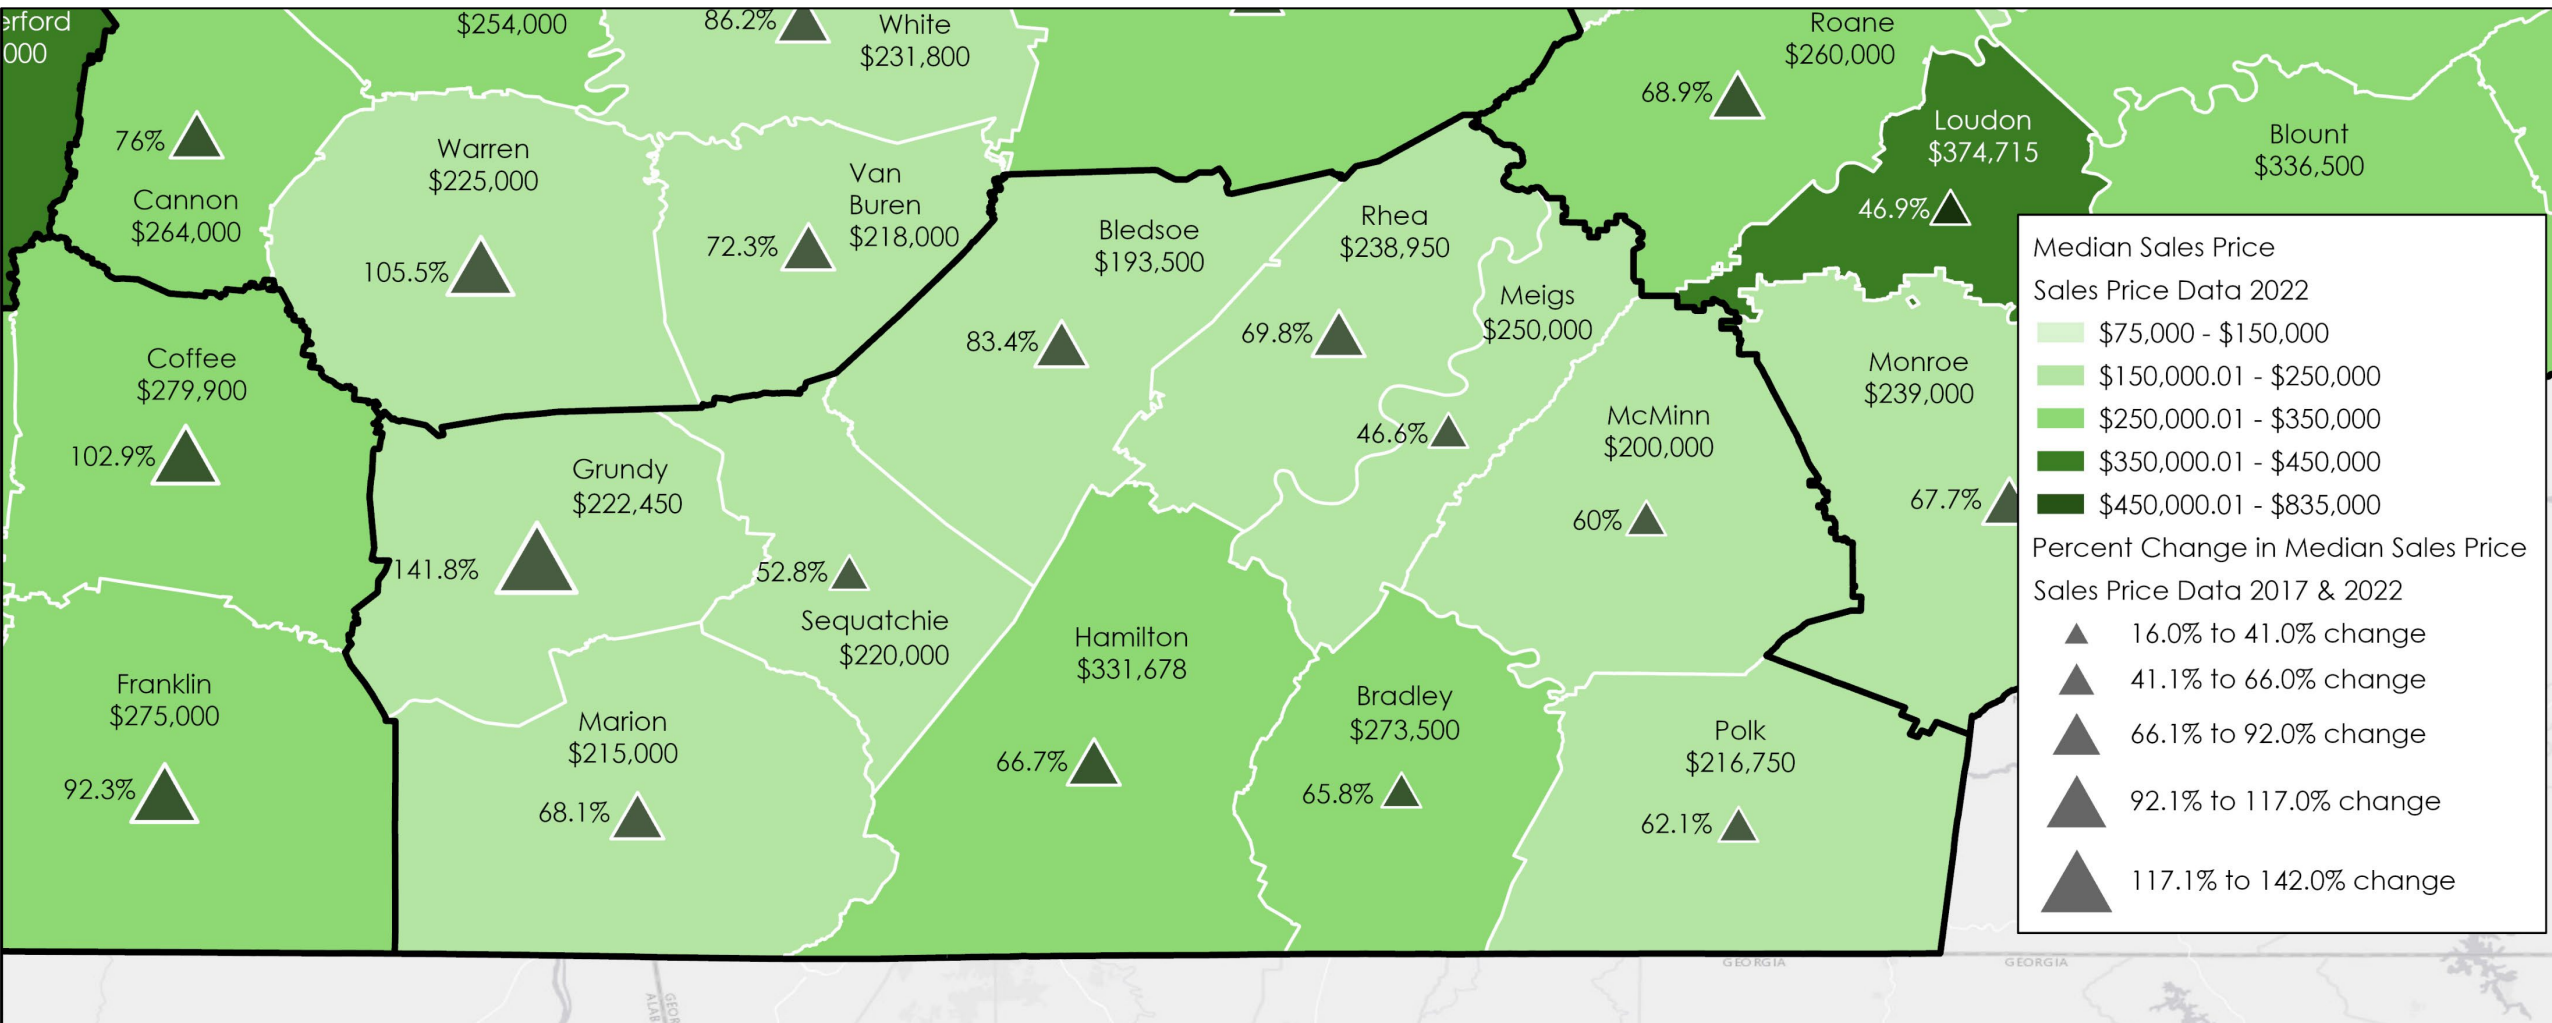 erford
000
$254,000
86.2%
White
$231,800
Roane
$260,000
68.9%
Loudon
$374,715
46.9%
Blount
$336,500
76%
Cannon
$264,000
Warren
$225,000
105.5%
Van
Buren
$218,000
72.3%
Bledsoe
$193,500
83.4%
Rhea
$238,950
69.8%
Meigs
$250,000
46.6%
McMinn
$200,000
60%
Monroe
$239,000
67.7%
Coffee
$279,900
102.9%
Grundy
$222,450
141.8%
52.8%
Sequatchie
$220,000
Franklin
$275,000
92.3%
Marion
$215,000
68.1%
Hamilton
$331,678
66.7%
Bradley
$273,500
65.8%
Polk
$216,750
62.1%
Median Sales Price
Sales Price Data 2022
$75,000 - $150,000
$150,000.01 - $250,000
$250,000.01 - $350,000
$350,000.01 - $450,000
$450,000.01 - $835,000
Percent Change in Median Sales Price
Sales Price Data 2017 & 2022
16.0% to 41.0% change
41.1% to 66.0% change
66.1% to 92.0% change
92.1% to 117.0% change
117.1% to 142.0% change
GEORGIA
GEORGIA
GEOR
ALAB